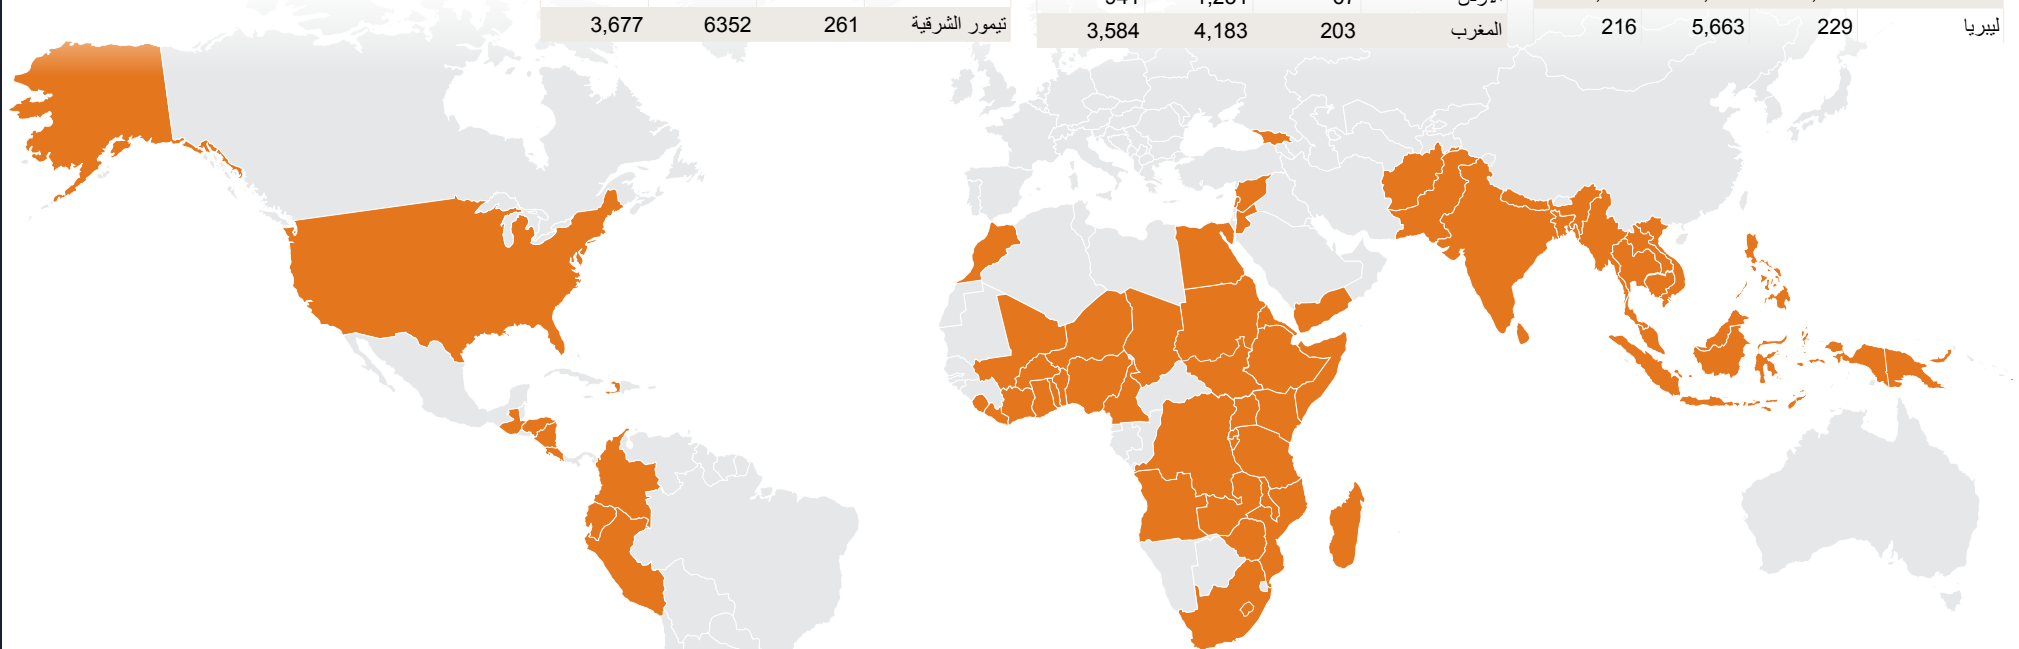 ليبريا 229 5,663 216
المغرب 203 4,183 3,584
تيمور الشرقية 261 6352 3,677